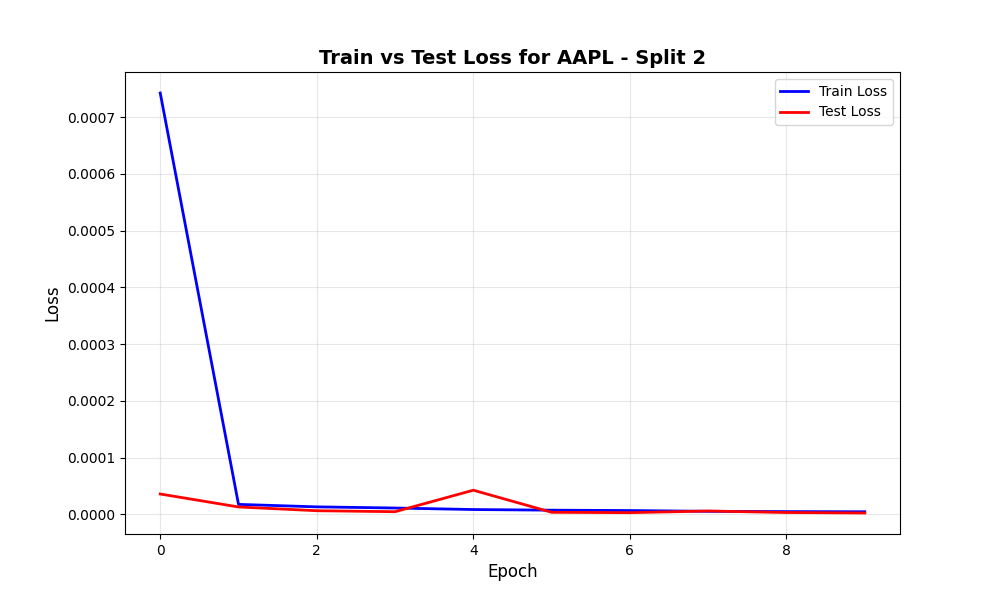 Train vs Test Loss for AAPL - Split 2
Train Loss
Test Loss
0.0007
0.0006
0.0005
0.0004
0.0003
0.0002
0.0001
0.0000
Loss
0 2 4 6 8
Epoch